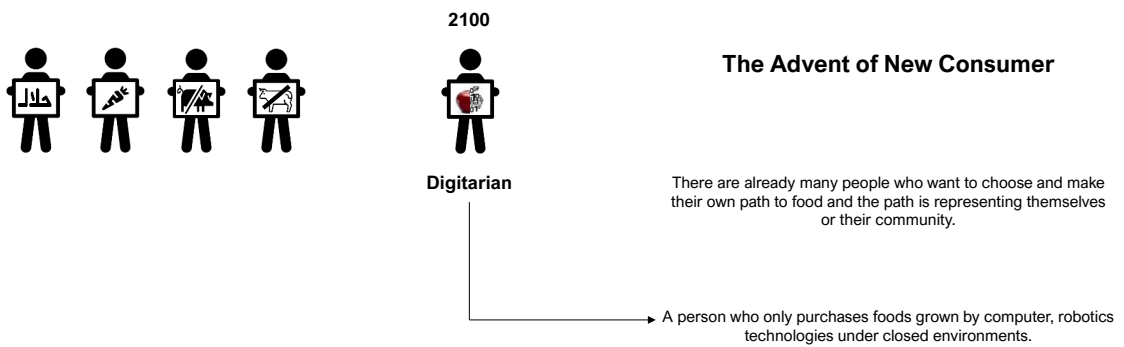 2100
The Advent of New Consumer
حلال
Digitarian
There are already many people who want to choose and make
their own path to food and the path is representing themselves
or their community.
A person who only purchases foods grown by computer, robotics
technologies under closed environments.